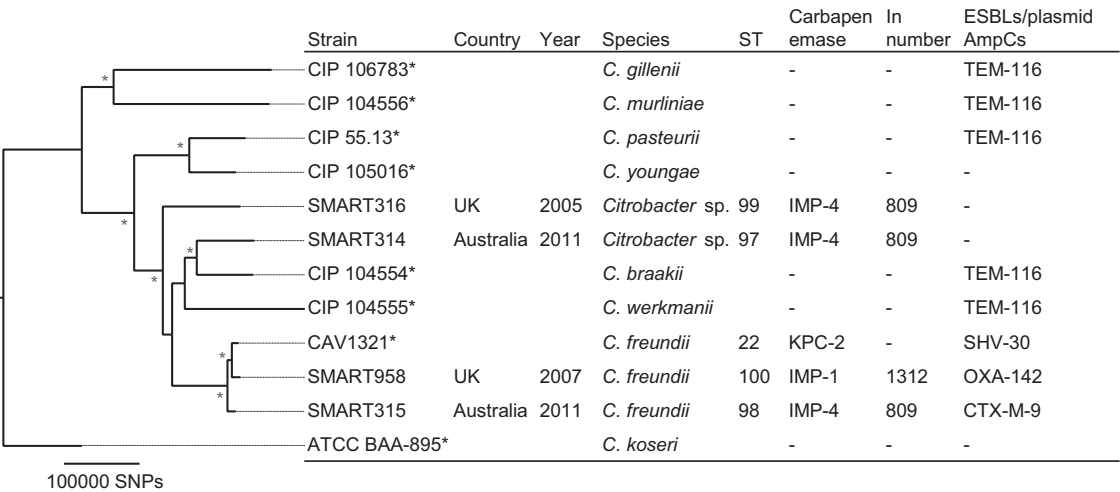 Strain Country Year Species ST Carbapen emase In number ESBLs/plasmid AmpCs
CIP 106783* C. gillenii - - TEM-116
CIP 104556* C. murliniae - - TEM-116
CIP 55.13* C. pasteurii - - TEM-116
CIP 105016* C. youngae - - -
SMART316 UK 2005 Citrobacter sp. 99 IMP-4 809 -
SMART314 Australia 2011 Citrobacter sp. 97 IMP-4 809 -
CIP 104554* C. braakii - - TEM-116
CIP 104555* C. werkmanii - - TEM-116
CAV1321* C. freundii 22 KPC-2 - SHV-30
SMART958 UK 2007 C. freundii 100 IMP-1 1312 OXA-142
SMART315 Australia 2011 C. freundii 98 IMP-4 809 CTX-M-9
ATCC BAA-895* C. koseri - - -
100000 SNPs